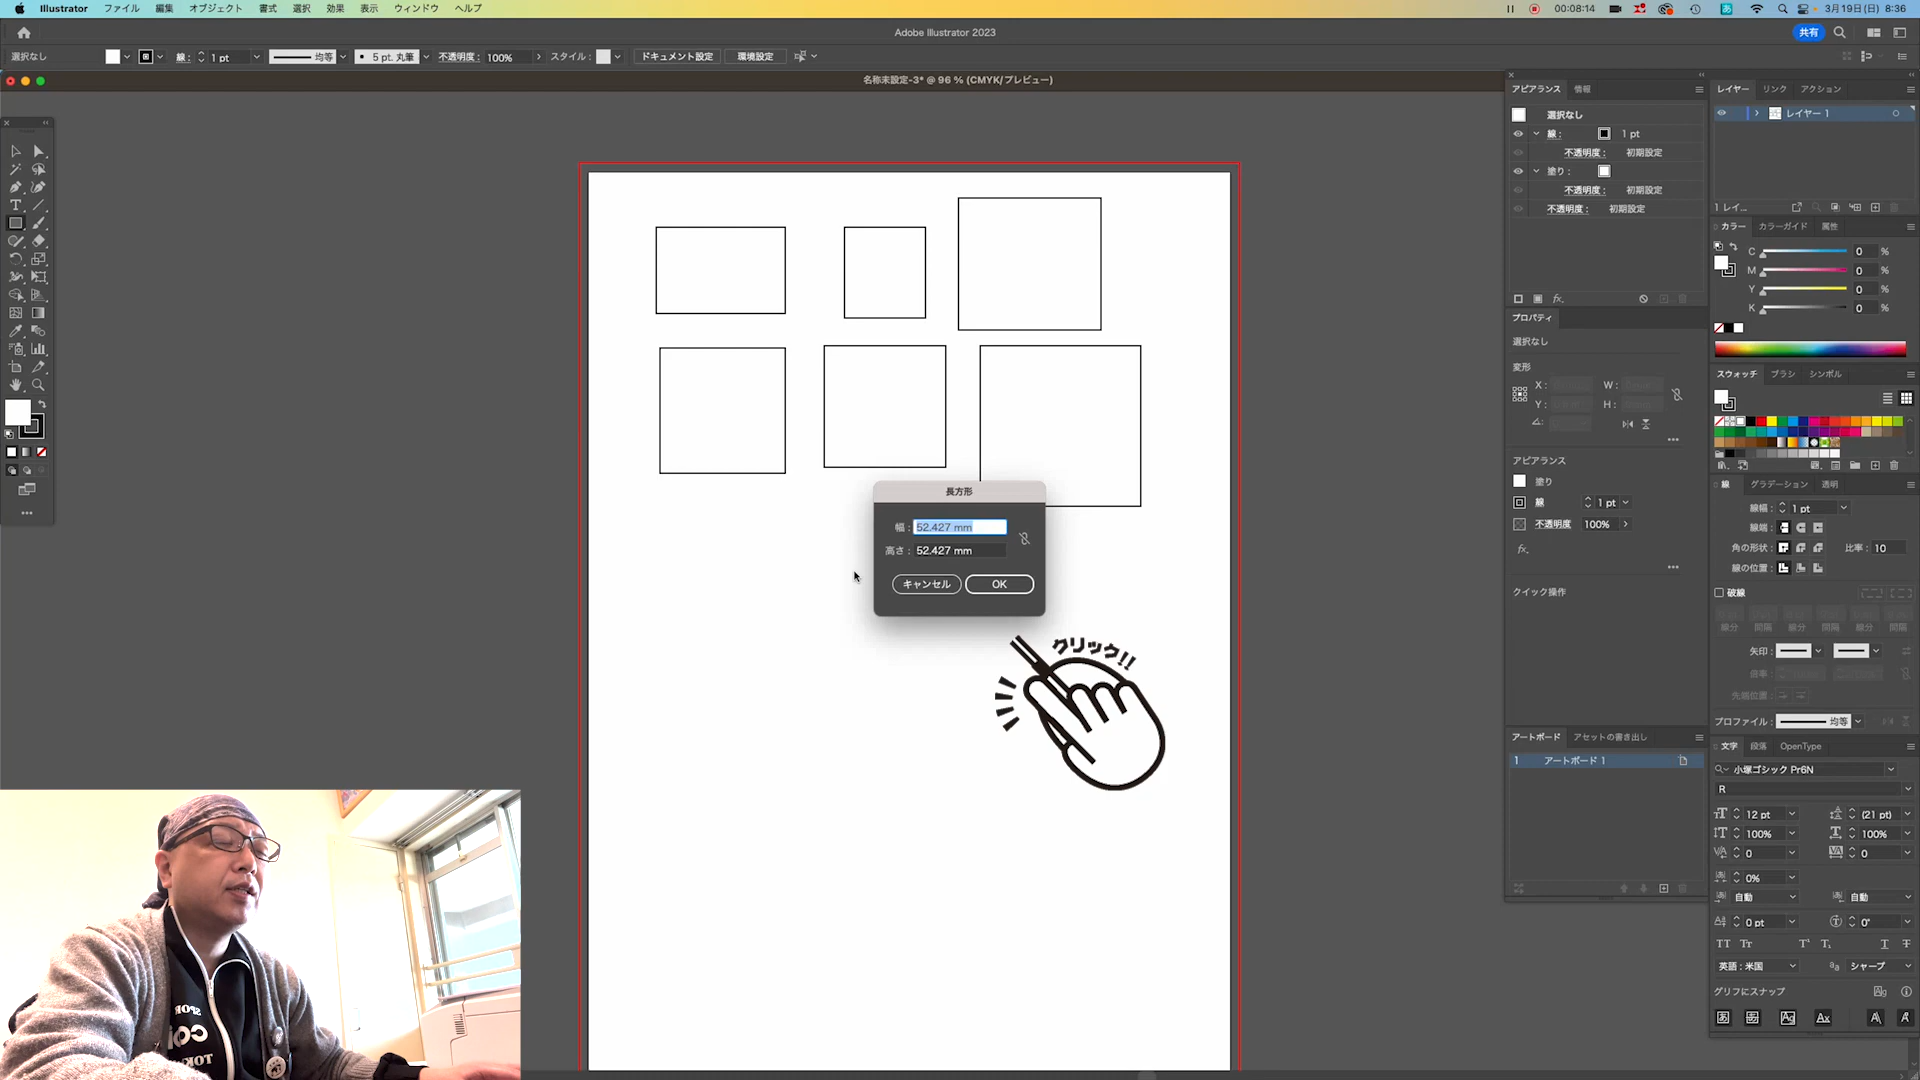 Illustrator ファイル 編集 オブジェクト 書式 選択 効果 表示 ウィンドウ ヘルプ
00:08:14 あ 3月19日(日) 8:36
Adobe Illustrator 2023
共有
選択なし 線: 1 pt 均等 5 pt. 丸筆 不透明度: 100% スタイル: ドキュメント設定 環境設定
名称未設定-3* @ 96 % (CMYK/プレビュー)
長方形
幅: 52.427 mm
高さ: 52.427 mm
キャンセル OK
クリック!!
アピアランス 情報
選択なし
線: 1 pt
不透明度: 初期設定
塗り:
不透明度: 初期設定
不透明度: 初期設定
fx.
プロパティ
選択なし
変形
X: W:
Y: H:
アピアランス
塗り
線 1 pt
不透明度 100%
fx.
クイック操作
アートボード アセットの書き出し
1 アートボード 1
レイヤー リンク アクション
レイヤー 1
1 レイ...
カラー カラーガイド 属性
C 0 %
M 0 %
Y 0 %
K 0 %
スウォッチ ブラシ シンボル
線 グラデーション 透明
線幅: 1 pt
線端:
角の形状: 比率: 10
線の位置:
破線
線分 間隔 線分 間隔 線分 間隔
矢印:
倍率:
先端位置:
プロファイル: 均等
文字 段落 OpenType
小塚ゴシック Pr6N
R
12 pt (21 pt)
100% 100%
0 0
0%
自動 自動
0 pt 0°
TT Tr T¹ T₁ T T
英語: 米国 aa シャープ
グリフにスナップ
SPOR
TOK